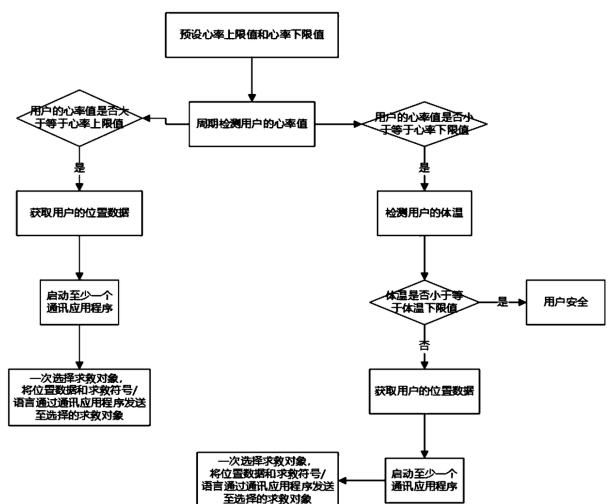 预设心率上限值和心率下限值
用户的心率值是否大
于等于心率上限值
周期检测用户的心率值
用户的心率值是否小
于等于心率下限值
是
是
获取用户的位置数据
检测用户的体温
启动至少一个
通讯应用程序
体温是否小于等
于体温下限值
是
用户安全
否
一次选择求救对象，
将位置数据和求救符号/
语言通过通讯应用程序发送
至选择的求救对象
获取用户的位置数据
一次选择求救对象，
将位置数据和求救符号/
语言通过通讯应用程序发送
至选择的求救对象
启动至少一个
通讯应用程序